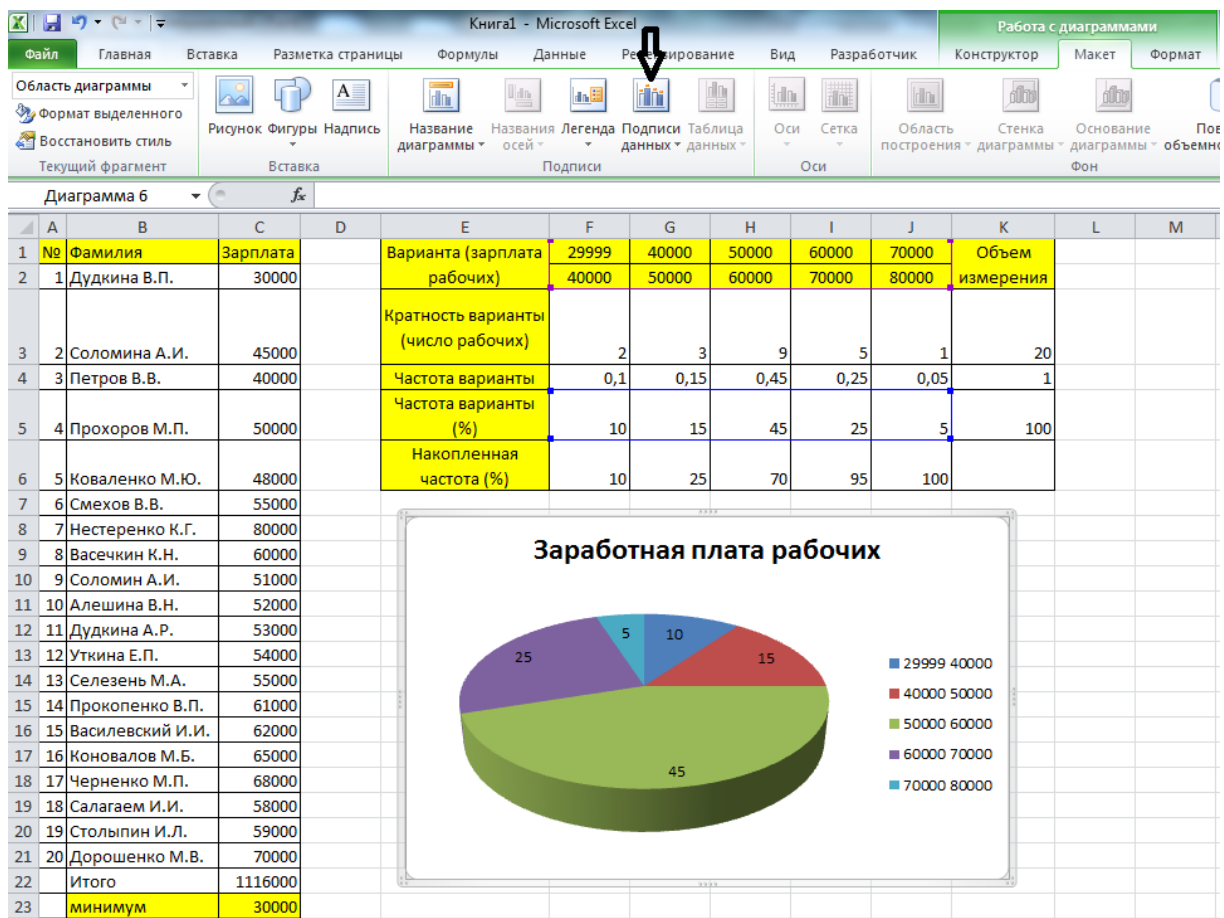 Книга1 - Microsoft Excel
Работа с диаграммами
Файл Главная Вставка Разметка страницы Формулы Данные Вид Разработчик Конструктор Макет Формат
Область диаграммы
Формат выделенного
Восстановить стиль
Текущий фрагмент
Рисунок Фигуры Надпись
Вставка
Название диаграммы
Названия осей
Легенда
Подписи данных
Таблица данных
Подписи
Оси Сетка
Оси
Область построения
Стенка диаграммы
Основание диаграммы
Фон
Диаграмма 6 fx
A B C D E F G H I J K L M
1 № Фамилия Зарплата Варианта (зарплата 29999 40000 50000 60000 70000 Объем
2 1 Дудкина В.П. 30000 рабочих) 40000 50000 60000 70000 80000 измерения
Кратность варианты
(число рабочих)
3 2 Соломина А.И. 45000 2 3 9 5 1 20
4 3 Петров В.В. 40000 Частота варианты 0,1 0,15 0,45 0,25 0,05 1
Частота варианты
5 4 Прохоров М.П. 50000 (%) 10 15 45 25 5 100
Накопленная
6 5 Коваленко М.Ю. 48000 частота (%) 10 25 70 95 100
7 6 Смехов В.В. 55000
8 7 Нестеренко К.Г. 80000
9 8 Васечкин К.Н. 60000
10 9 Соломин А.И. 51000
11 10 Алешина В.Н. 52000
12 11 Дудкина А.Р. 53000
13 12 Уткина Е.П. 54000
14 13 Селезень М.А. 55000
15 14 Прокопенко В.П. 61000
16 15 Василевский И.И. 62000
17 16 Коновалов М.Б. 65000
18 17 Черненко М.П. 68000
19 18 Салагаем И.И. 58000
20 19 Столыпин И.Л. 59000
21 20 Дорошенко М.В. 70000
22 Итого 1116000
23 минимум 30000
Заработная плата рабочих
5 10
25 15
45
29999 40000
40000 50000
50000 60000
60000 70000
70000 80000